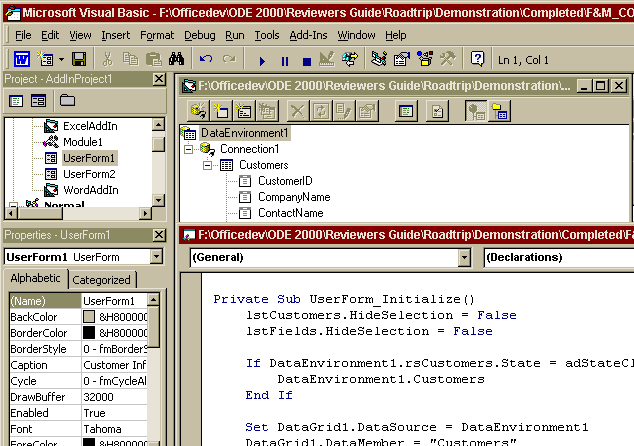 Microsoft Visual Basic - F:\Officedev\ODE 2000\Reviewers Guide\Roadtrip\Demonstration\Completed\F&M_CO
File Edit View Insert Format Debug Run Tools Add-Ins Window Help
Ln 1, Col 1
Project - AddInProject1
ExcelAddIn
Module1
UserForm1
UserForm2
WordAddIn
Normal
F:\Officedev\ODE 2000\Reviewers Guide\Roadtrip\Demonstration\...
DataEnvironment1
Connection1
Customers
CustomerID
CompanyName
ContactName
Properties - UserForm1
UserForm1 UserForm
Alphabetic Categorized
(Name) UserForm1
BackColor &H800000
BorderColor &H800000
BorderStyle 0 - fmBorderS
Caption Customer Inf
Cycle 0 - fmCycleAl
DrawBuffer 32000
Enabled True
Font Tahoma
ForeColor &H800000
F:\Officedev\ODE 2000\Reviewers Guide\Roadtrip\Demonstration\Completed\Fa
(General) (Declarations)
Private Sub UserForm_Initialize()
lstCustomers.HideSelection = False
lstFields.HideSelection = False
If DataEnvironment1.rsCustomers.State = adStateCl
DataEnvironment1.Customers
End If
Set DataGrid1.DataSource = DataEnvironment1
DataGrid1.DataMember = "Customers"